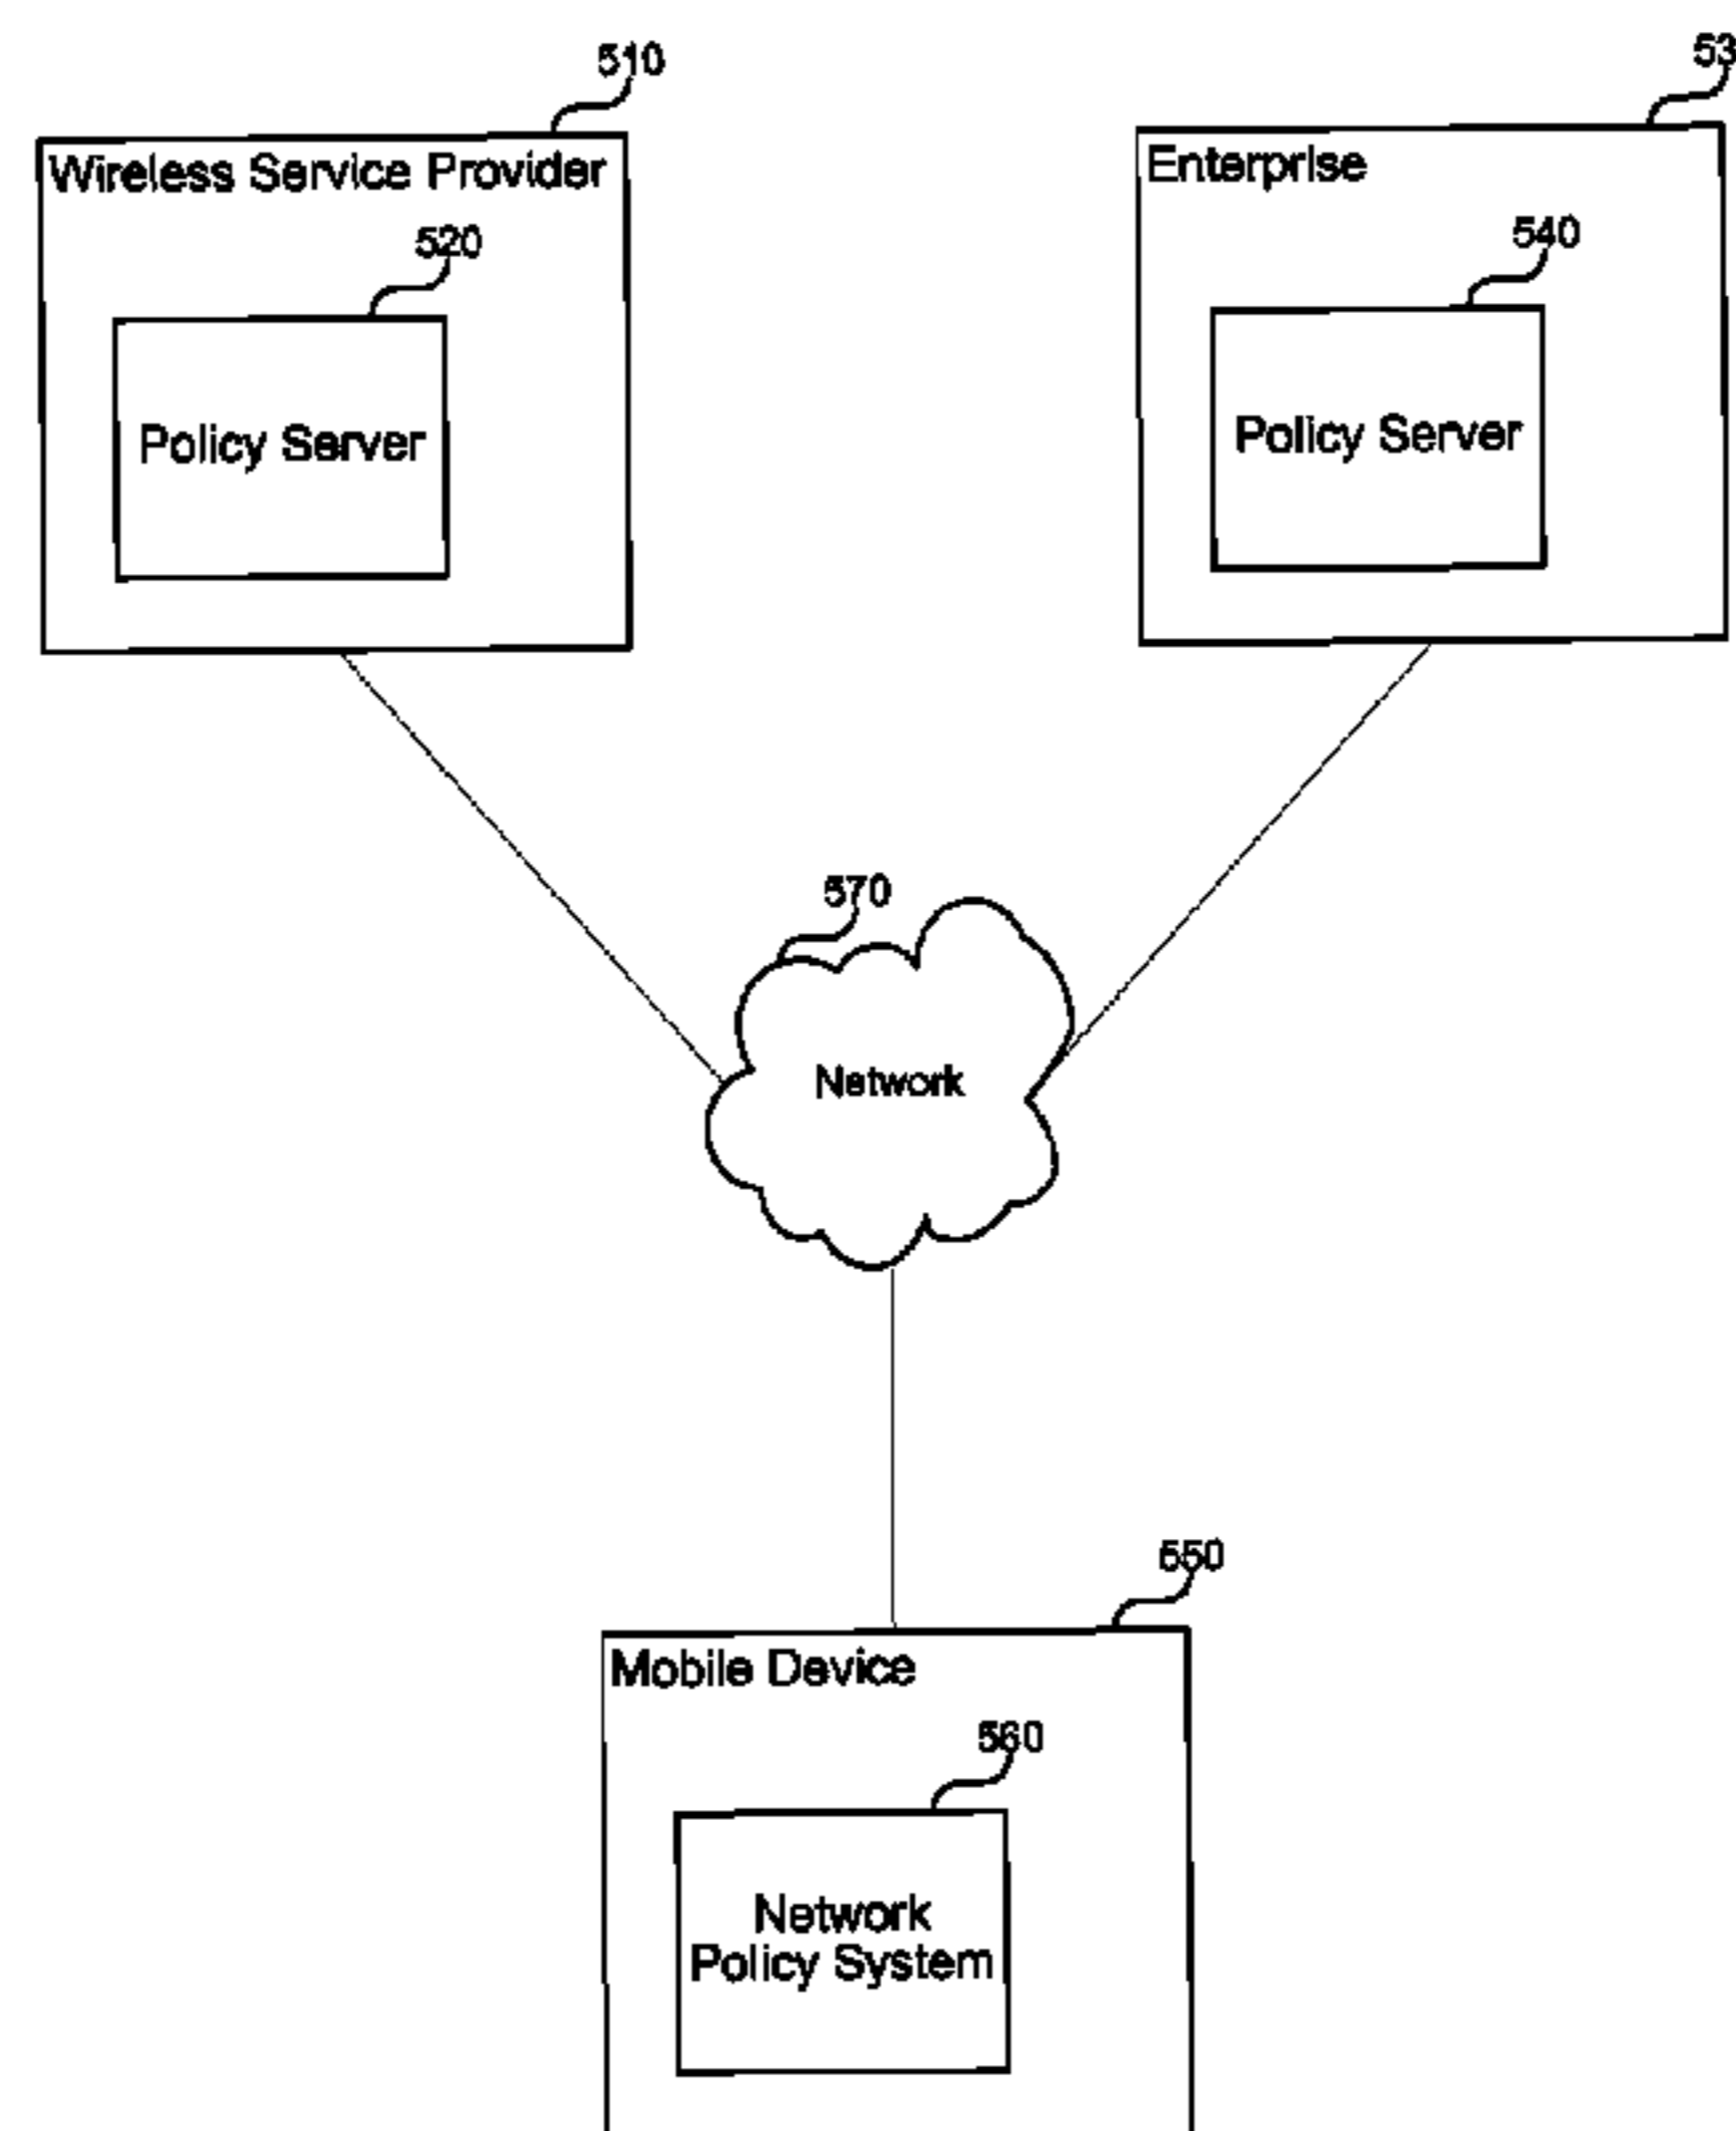 510
53
Wireless Service Provider
Enterprise
520
540
Policy Server
Policy Server
570
Network
550
Mobile Device
560
Network
Policy System